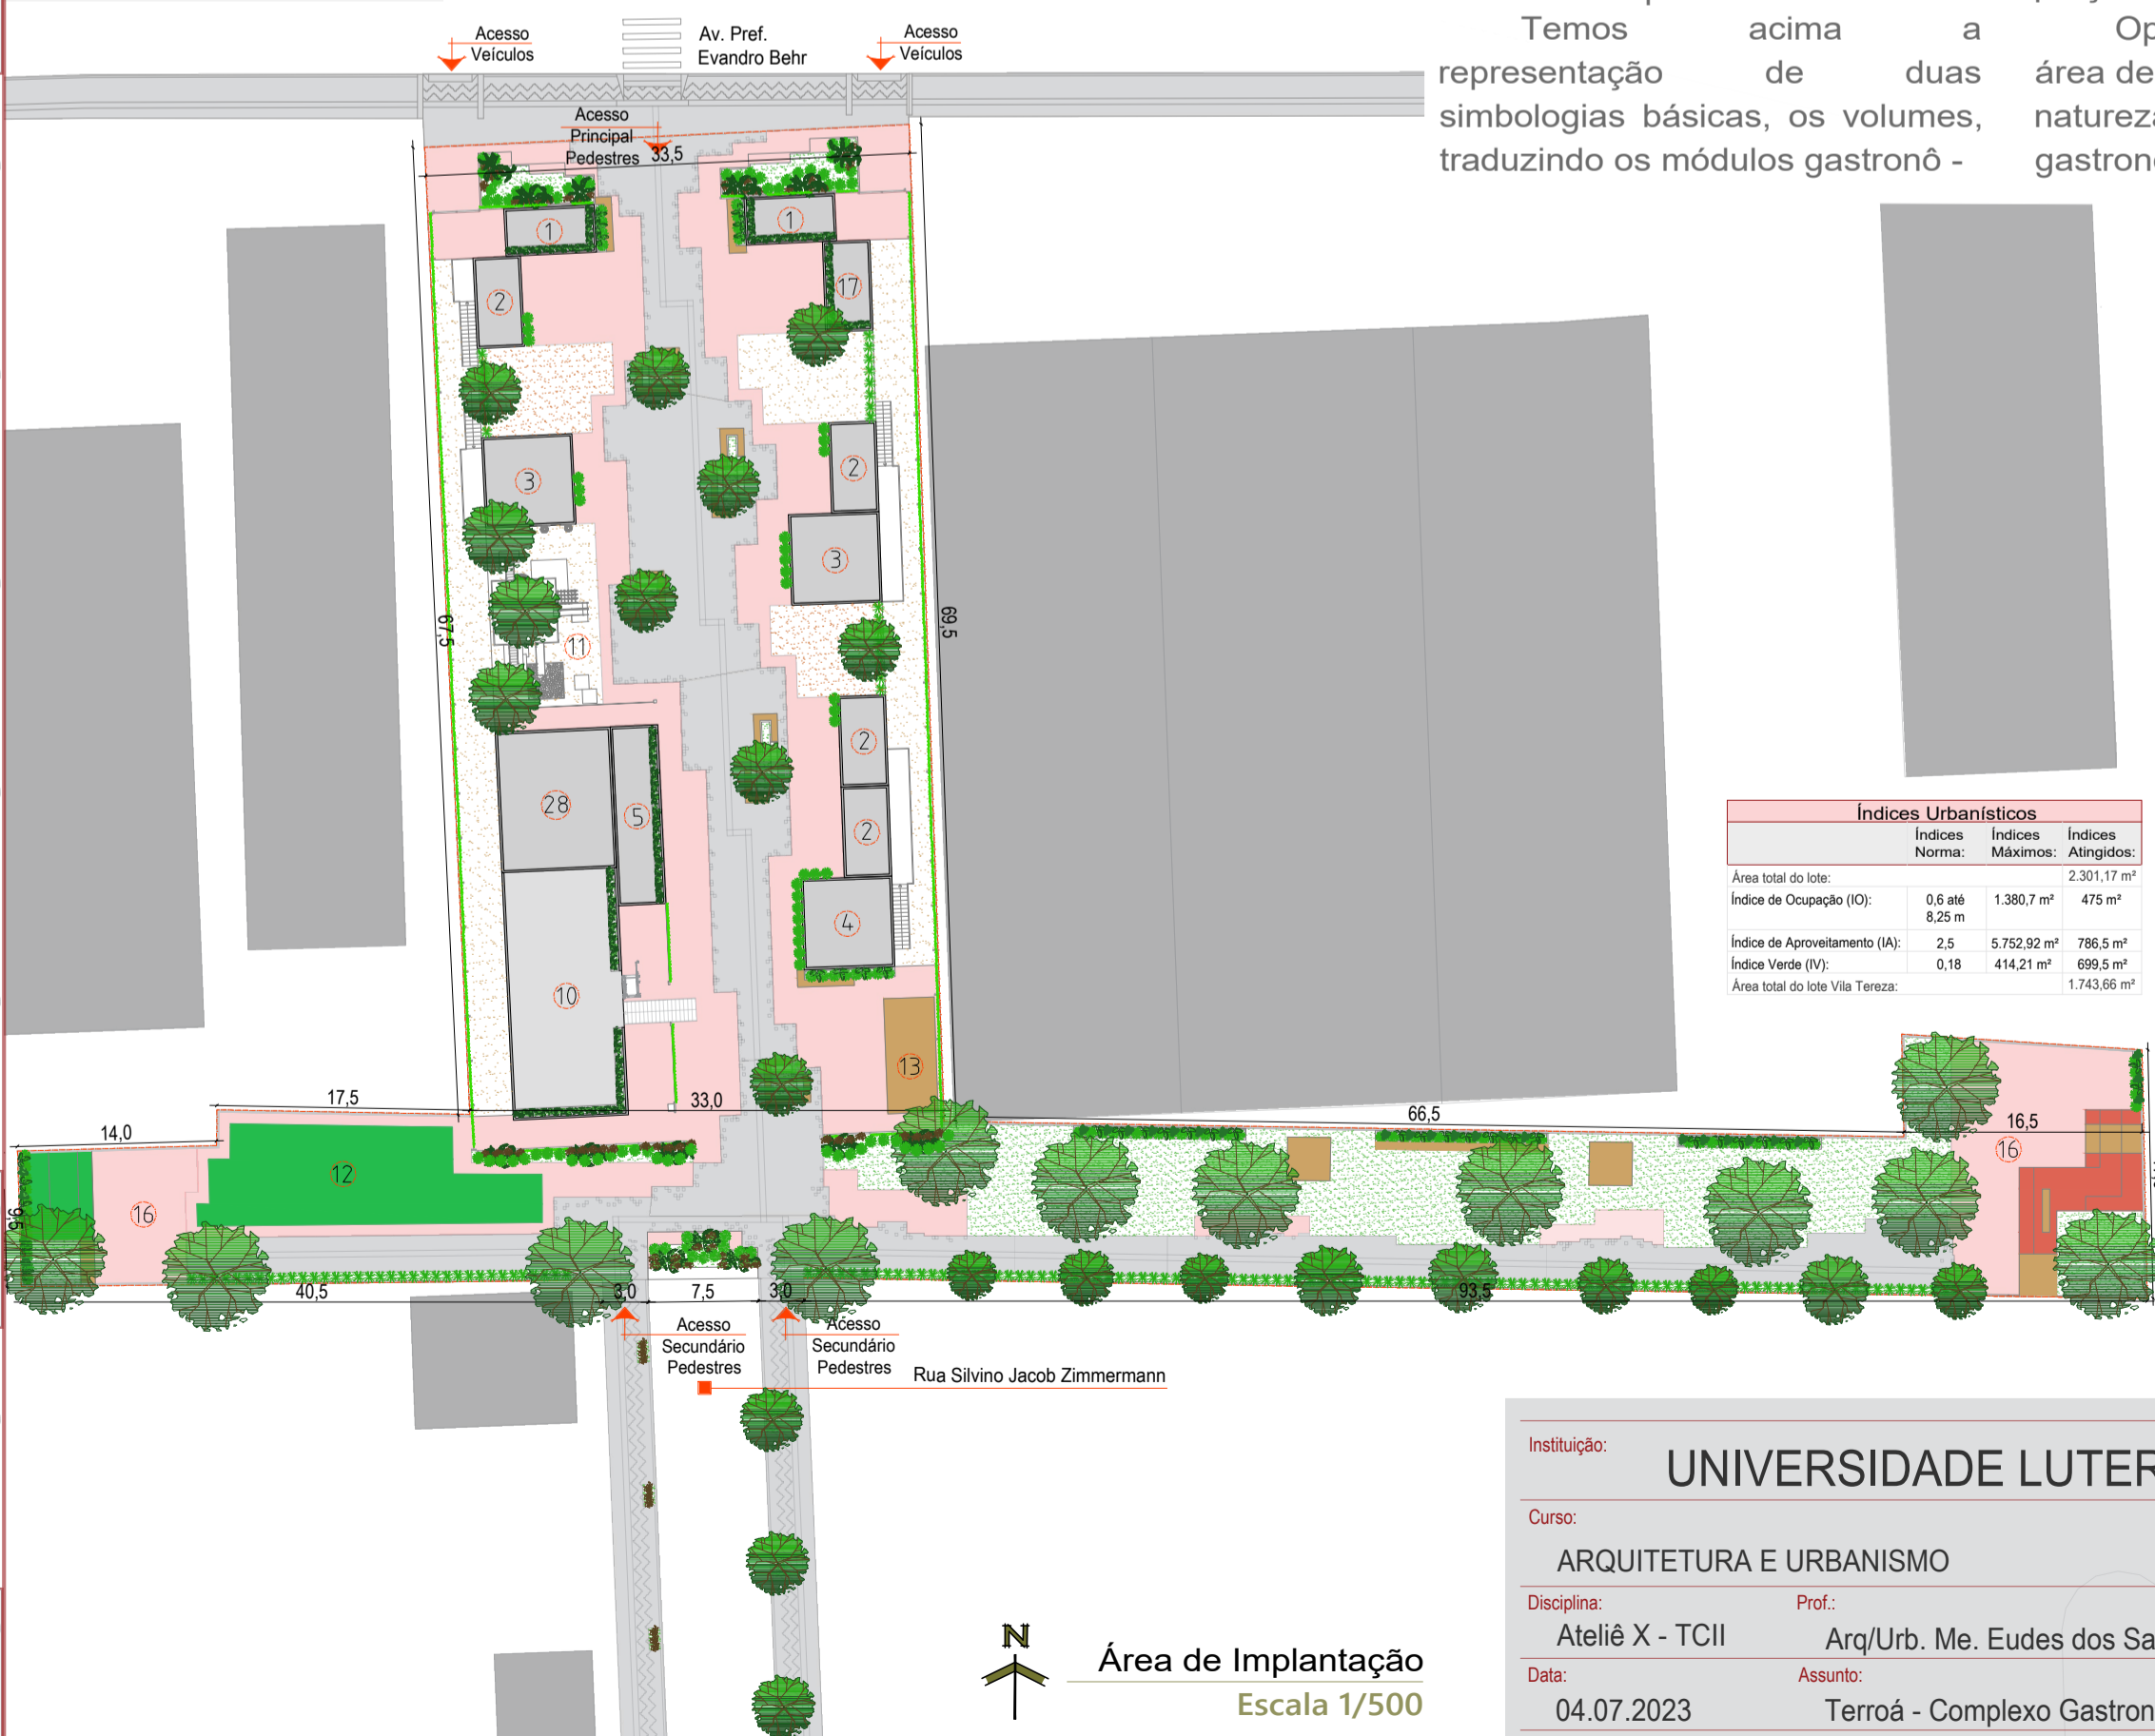 Temos acima a
representação de duas
simbologias básicas, os volumes,
traduzindo os módulos gastronô -
Op
área de
natureza
gastron
Acesso
Veículos
Av. Pref.
Evandro Behr
Acesso
Veículos
Acesso
Principal
Pedestres
33,5
1
1
2
17
3
2
3
11
67,5
69,5
2
28
5
2
4
10
13
Índices Urbanísticos
Índices Norma: Índices Máximos: Índices Atingidos:
Área total do lote: 2.301,17 m²
Índice de Ocupação (IO): 0,6 até 8,25 m 1.380,7 m² 475 m²
Índice de Aproveitamento (IA): 2,5 5.752,92 m² 786,5 m²
Índice Verde (IV): 0,18 414,21 m² 699,5 m²
Área total do lote Vila Tereza: 1.743,66 m²
17,5
33,0
66,5
14,0
16,5
12
16
16
9,5
40,5
3,0
7,5
3,0
93,5
Acesso
Secundário
Pedestres
Acesso
Secundário
Pedestres
Rua Silvino Jacob Zimmermann
N
Área de Implantação
Escala 1/500
Instituição:
UNIVERSIDADE LUTER
Curso:
ARQUITETURA E URBANISMO
Disciplina:
Ateliê X - TCII
Prof.:
Arq/Urb. Me. Eudes dos Sa
Data:
04.07.2023
Assunto:
Terroá - Complexo Gastron